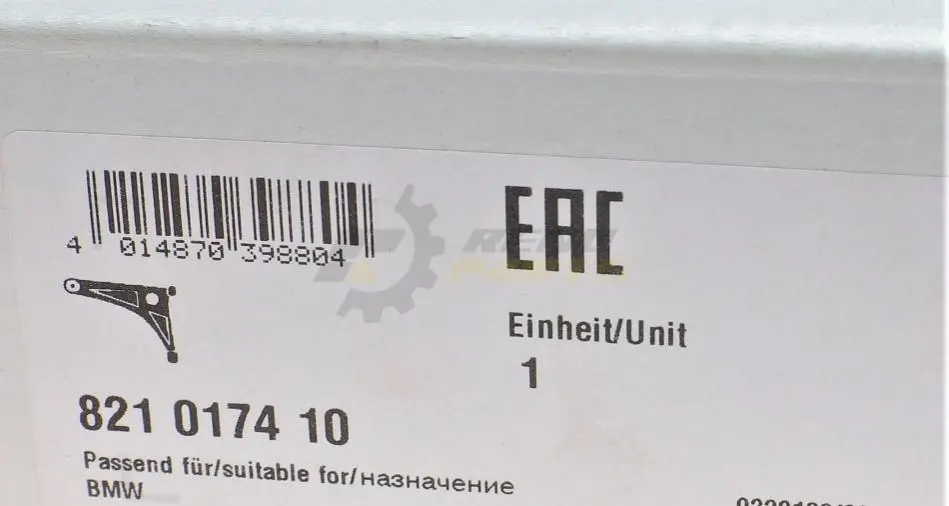 4 014870 398804
EAC
Einheit/Unit
1
821 0174 10
Passend für/suitable for/назначение
BMW